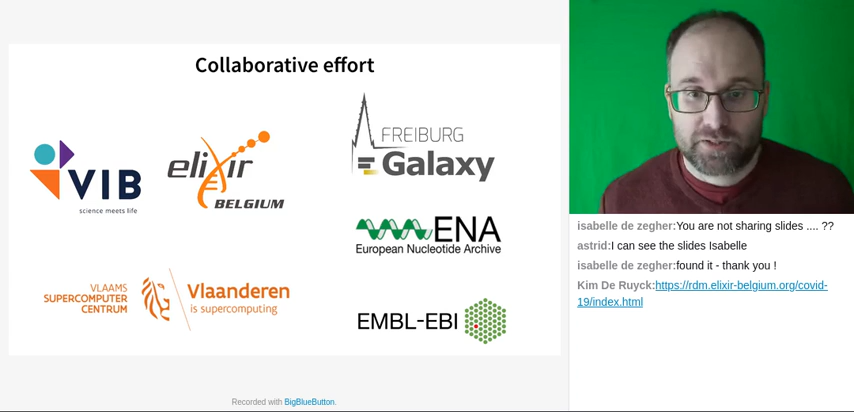 Collaborative effort
VIB
science meets life
elixir
BELGIUM
FREIBURG
Galaxy
ENA
European Nucleotide Archive
VLAAMS
SUPERCOMPUTER
CENTRUM
Vlaanderen
is supercomputing
EMBL-EBI
Recorded with BigBlueButton.
isabelle de zegher:You are not sharing slides .... ??
astrid:I can see the slides Isabelle
isabelle de zegher:found it - thank you !
Kim De Ruyck:https://rdm.elixir-belgium.org/covid-
19/index.html